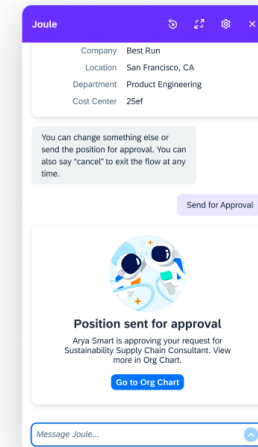 Joule
Company Best Run
Location San Francisco, CA
Department Product Engineering
Cost Center 25ef
You can change something else or
send the position for approval. You can
also say “cancel” to exit the flow at any
time.
Send for Approval
Position sent for approval
Arya Smart is approving your request for
Sustainability Supply Chain Consultant. View
more in Org Chart.
Go to Org Chart
Message Joule...